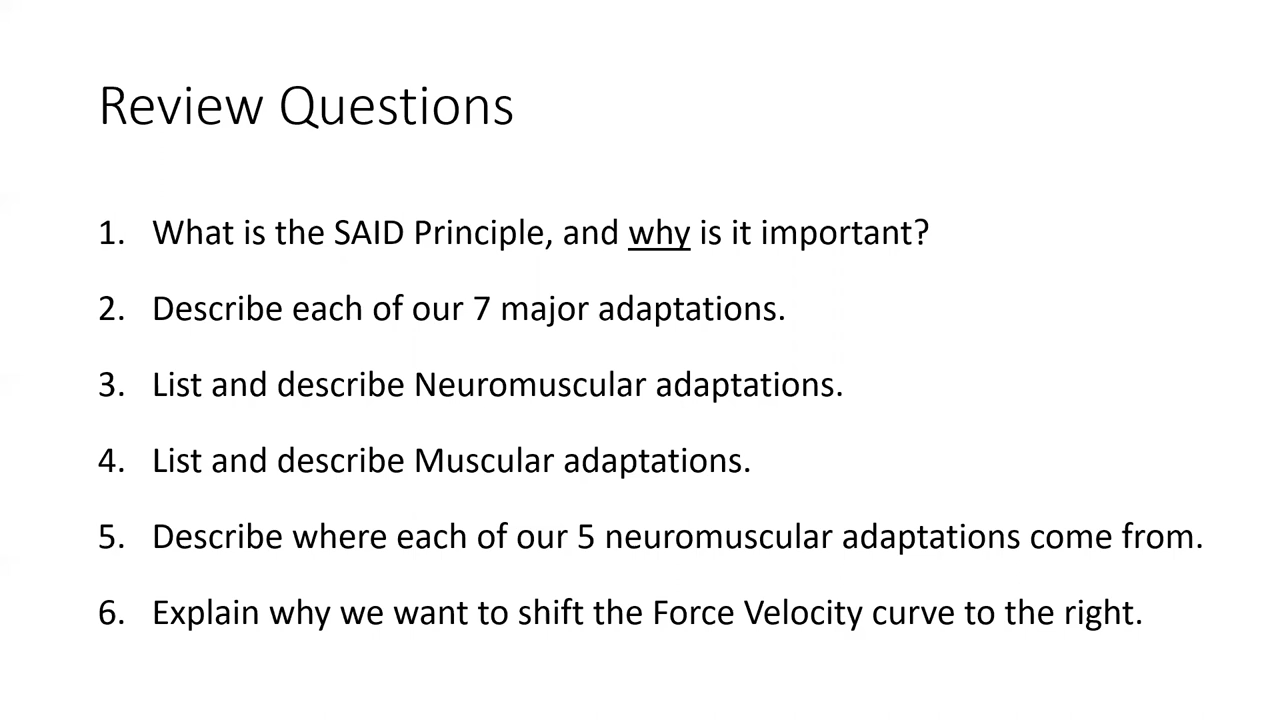 Review Questions
1. What is the SAID Principle, and why is it important?
2. Describe each of our 7 major adaptations.
3. List and describe Neuromuscular adaptations.
4. List and describe Muscular adaptations.
5. Describe where each of our 5 neuromuscular adaptations come from.
6. Explain why we want to shift the Force Velocity curve to the right.